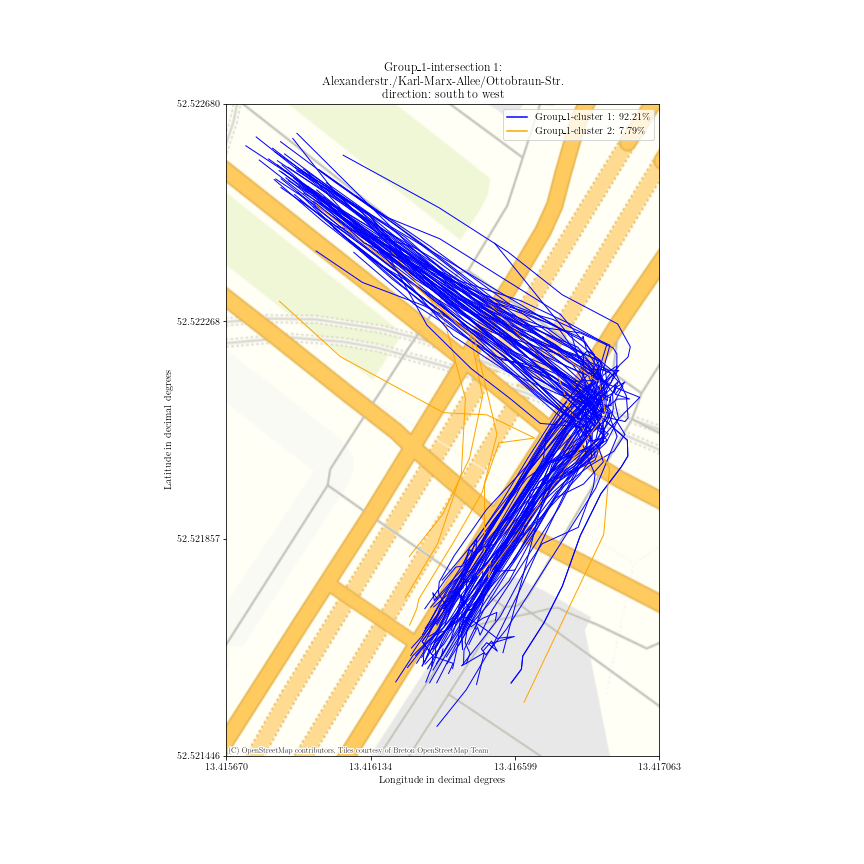 Group_1-intersection 1:
Alexanderstr./Karl-Marx-Allee/Ottobraun-Str.
direction: south to west
Group_1-cluster 1: 92.21%
Group_1-cluster 2: 7.79%
52.522680
52.522268
52.521857
52.521446
Latitude in decimal degrees
(C) OpenStreetMap contributors, Tiles courtesy of Breton OpenStreetMap Team
13.415670
13.416134
13.416599
13.417063
Longitude in decimal degrees